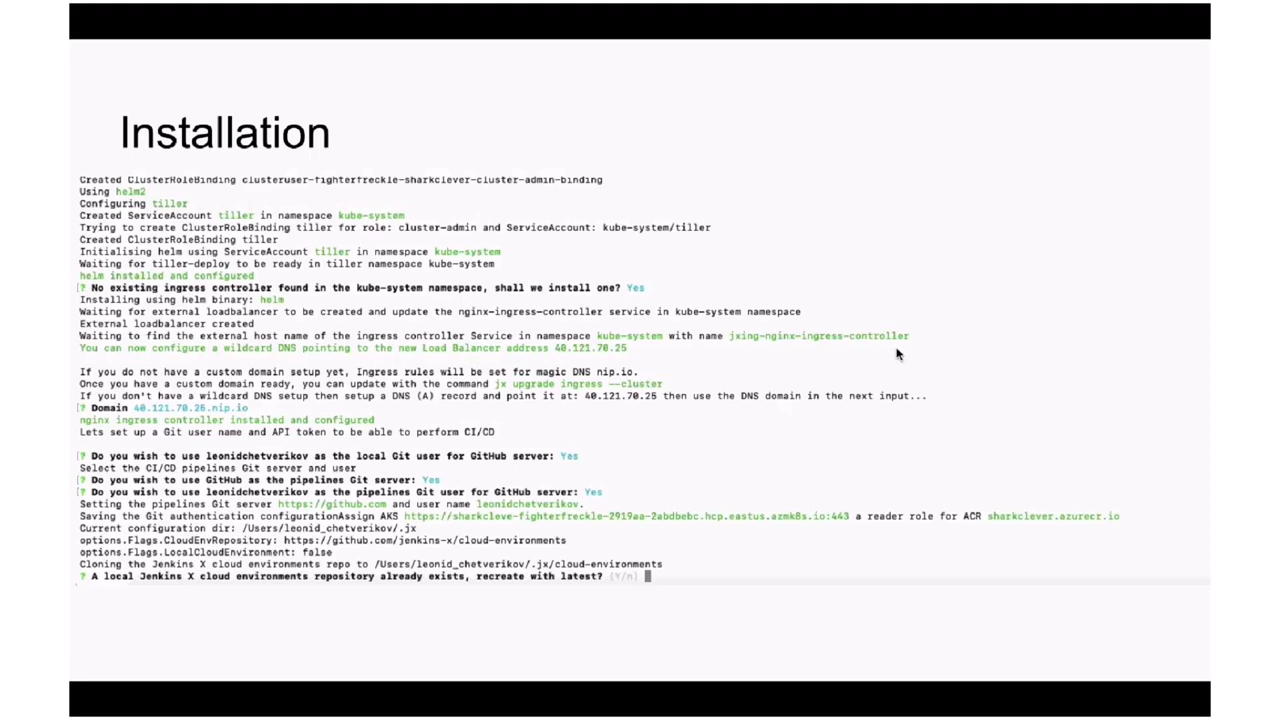 Installation
Created ClusterRoleBinding clusteruser-fighterfreckle-sharkclever-cluster-admin-binding
Using helm2
Configuring tiller
Created ServiceAccount tiller in namespace kube-system
Trying to create ClusterRoleBinding tiller for role: cluster-admin and ServiceAccount: kube-system/tiller
Created ClusterRoleBinding tiller
Initialising helm using ServiceAccount tiller in namespace kube-system
Waiting for tiller-deploy to be ready in tiller namespace kube-system
helm installed and configured
[? No existing ingress controller found in the kube-system namespace, shall we install one? Yes
Installing using helm binary: helm
Waiting for external loadbalancer to be created and update the nginx-ingress-controller service in kube-system namespace
External loadbalancer created
Waiting to find the external host name of the ingress controller Service in namespace kube-system with name jxing-nginx-ingress-controller
You can now configure a wildcard DNS pointing to the new Load Balancer address 40.121.70.25
If you do not have a custom domain setup yet, Ingress rules will be set for magic DNS nip.io.
Once you have a custom domain ready, you can update with the command jx upgrade ingress --cluster
If you don't have a wildcard DNS setup then setup a DNS (A) record and point it at: 40.121.70.25 then use the DNS domain in the next input...
[? Domain 40.121.70.25.nip.io
nginx ingress controller installed and configured
Lets set up a Git user name and API token to be able to perform CI/CD
[? Do you wish to use leonidchetverikov as the local Git user for GitHub server: Yes
Select the CI/CD pipelines Git server and user
[? Do you wish to use GitHub as the pipelines Git server: Yes
[? Do you wish to use leonidchetverikov as the pipelines Git user for GitHub server: Yes
Setting the pipelines Git server https://github.com and user name leonidchetverikov.
Saving the Git authentication configurationAssign AKS https://sharkcleve-fighterfreckle-2919aa-2abdbebc.hcp.eastus.azmk8s.io:443 a reader role for ACR sharkclever.azurecr.io
Current configuration dir: /Users/leonid_chetverikov/.jx
options.Flags.CloudEnvRepository: https://github.com/jenkins-x/cloud-environments
options.Flags.LocalCloudEnvironment: false
Cloning the Jenkins X cloud environments repo to /Users/leonid_chetverikov/.jx/cloud-environments
? A local Jenkins X cloud environments repository already exists, recreate with latest? (Y/n)